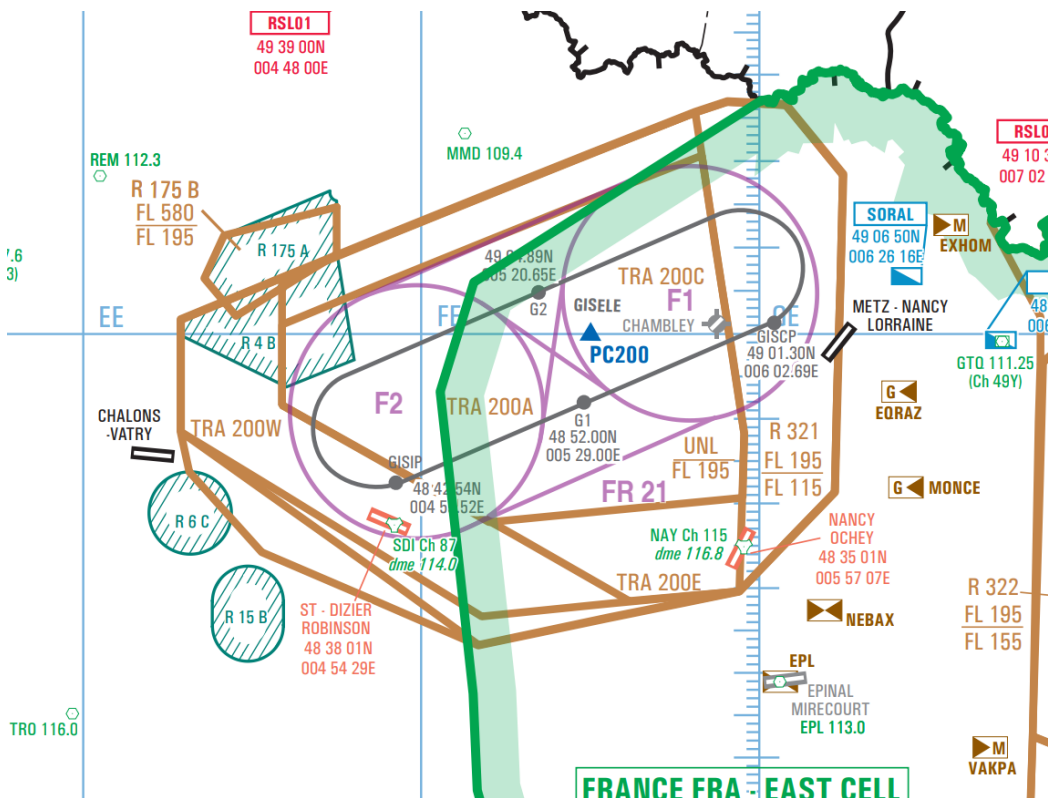 RSL01
49 39 00N
004 48 00E
REM 112.3
MMD 109.4
R 175 B
FL 580
FL 195
R 175 A
RSL0
49 10 3
007 02
SORAL
49 06 50N
006 26 16E
M
EXHOM
7.6
3)
005 20.65E
TRA 200C
F1
G2
GISELE
EE
CHAMBLEY
PC200
METZ - NANCY
LORRAINE
GISCP
49 01.30N
006 02.69E
48
006
GTQ 111.25
(Ch 49Y)
R 4 B
F2
TRA 200A
G
EQRAZ
CHALONS
-VATRY
TRA 200W
G1
48 52.00N
005 29.00E
UNL
FL 195
R 321
FL 195
FL 115
GISIP
FR 21
G
MONCE
R 6 C
SDI Ch 87
dme 114.0
NAY Ch 115
dme 116.8
NANCY
OCHEY
48 35 01N
005 57 07E
TRA 200E
R 15 B
ST - DIZIER
ROBINSON
48 38 01N
004 54 29E
NEBAX
R 322
FL 195
FL 155
EPL
EPINAL
MIRECOURT
EPL 113.0
TRO 116.0
M
VAKPA
FRANCE FRA - EAST CELL